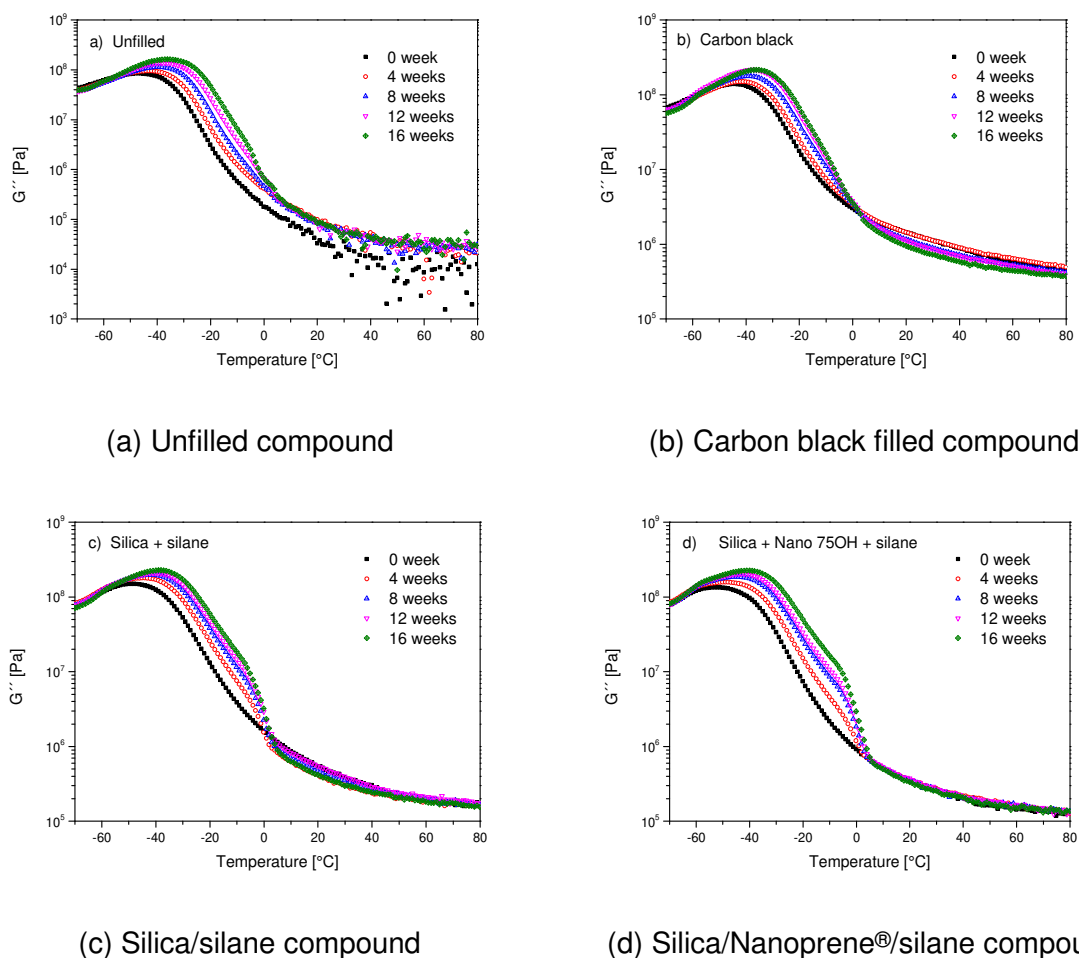 10⁹
10⁸
10⁷
10⁶
10⁵
10⁴
10³
G´´ [Pa]
a) Unfilled
0 week
4 weeks
8 weeks
12 weeks
16 weeks
-60 -40 -20 0 20 40 60 80
Temperature [°C]
10⁹
10⁸
10⁷
10⁶
10⁵
G´´ [Pa]
b) Carbon black
0 week
4 weeks
8 weeks
12 weeks
16 weeks
-60 -40 -20 0 20 40 60 80
Temperature [°C]
(a) Unfilled compound
(b) Carbon black filled compound
10⁹
10⁸
10⁷
10⁶
10⁵
G´´ [Pa]
c) Silica + silane
0 week
4 weeks
8 weeks
12 weeks
16 weeks
-60 -40 -20 0 20 40 60 80
Temperature [°C]
10⁹
10⁸
10⁷
10⁶
10⁵
G´´ [Pa]
d) Silica + Nano 75OH + silane
0 week
4 weeks
8 weeks
12 weeks
16 weeks
-60 -40 -20 0 20 40 60 80
Temperature [°C]
(c) Silica/silane compound
(d) Silica/Nanoprene®/silane compou